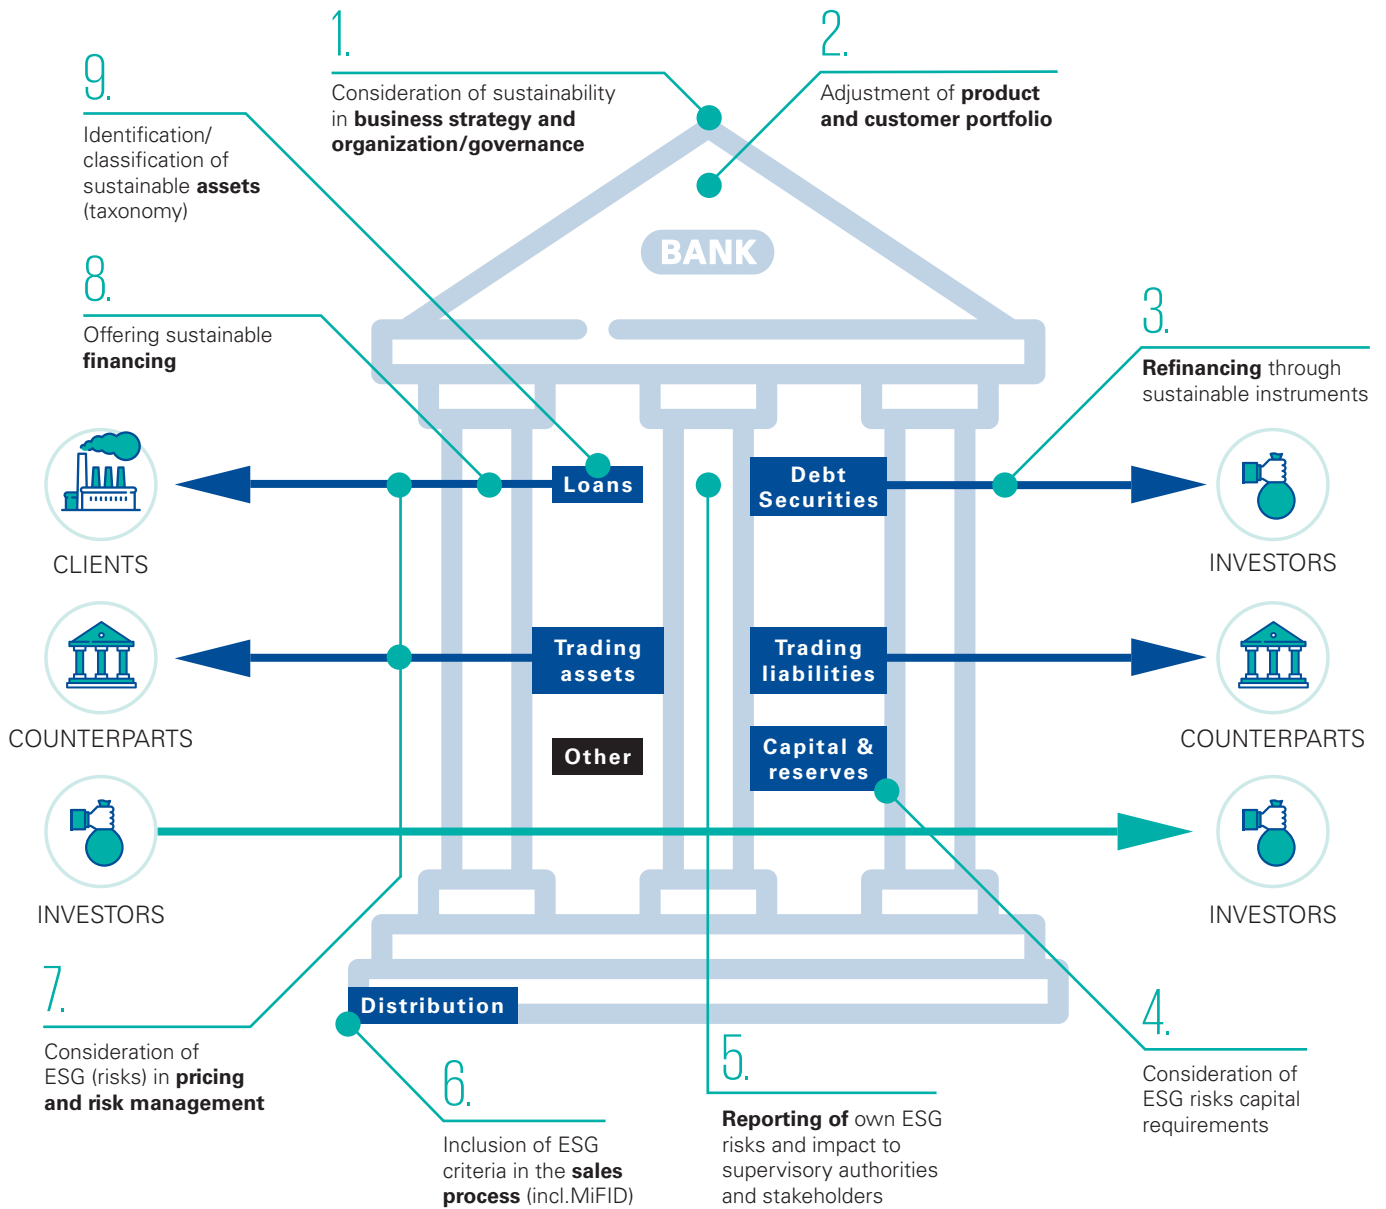 1.
Consideration of sustainability
in business strategy and
organization/governance
2.
Adjustment of product
and customer portfolio
9.
Identification/
classification of
sustainable assets
(taxonomy)
BANK
8.
Offering sustainable
financing
3.
Refinancing through
sustainable instruments
Loans
Debt
Securities
CLIENTS
INVESTORS
Trading
assets
Trading
liabilities
COUNTERPARTS
COUNTERPARTS
Other
Capital &
reserves
INVESTORS
INVESTORS
7.
Consideration of
ESG (risks) in pricing
and risk management
Distribution
6.
Inclusion of ESG
criteria in the sales
process (incl.MiFID)
5.
Reporting of own ESG
risks and impact to
supervisory authorities
and stakeholders
4.
Consideration of
ESG risks capital
requirements